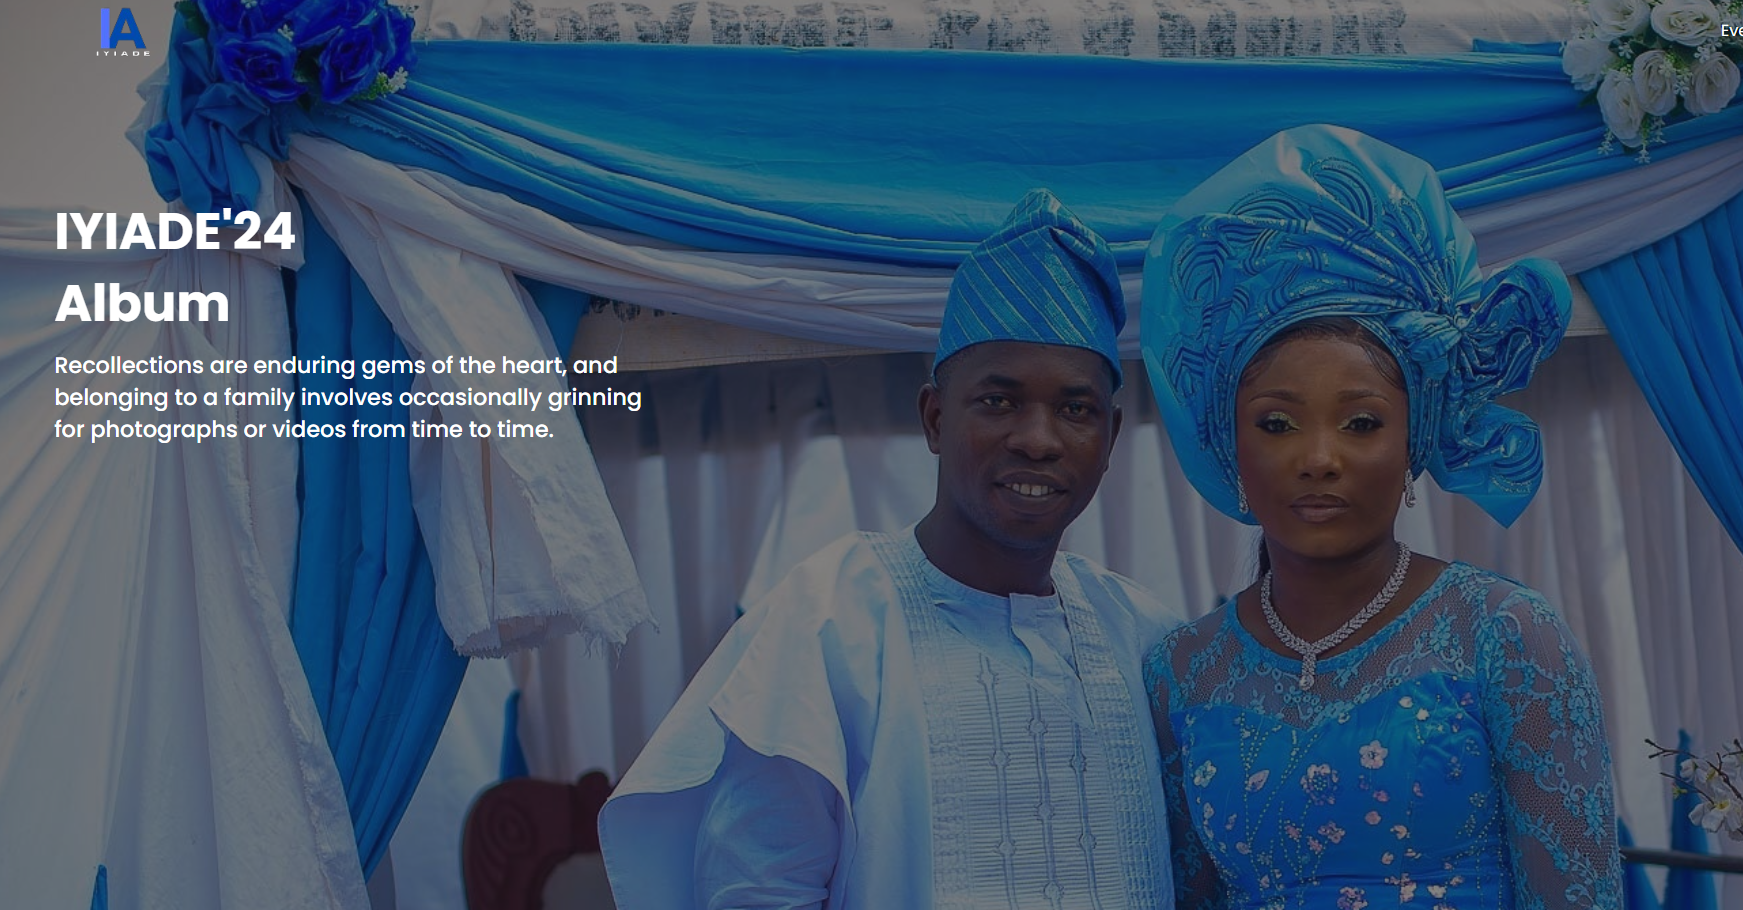 IA
IYIADE
Eve
IYIADE'24
Album
Recollections are enduring gems of the heart, and
belonging to a family involves occasionally grinning
for photographs or videos from time to time.